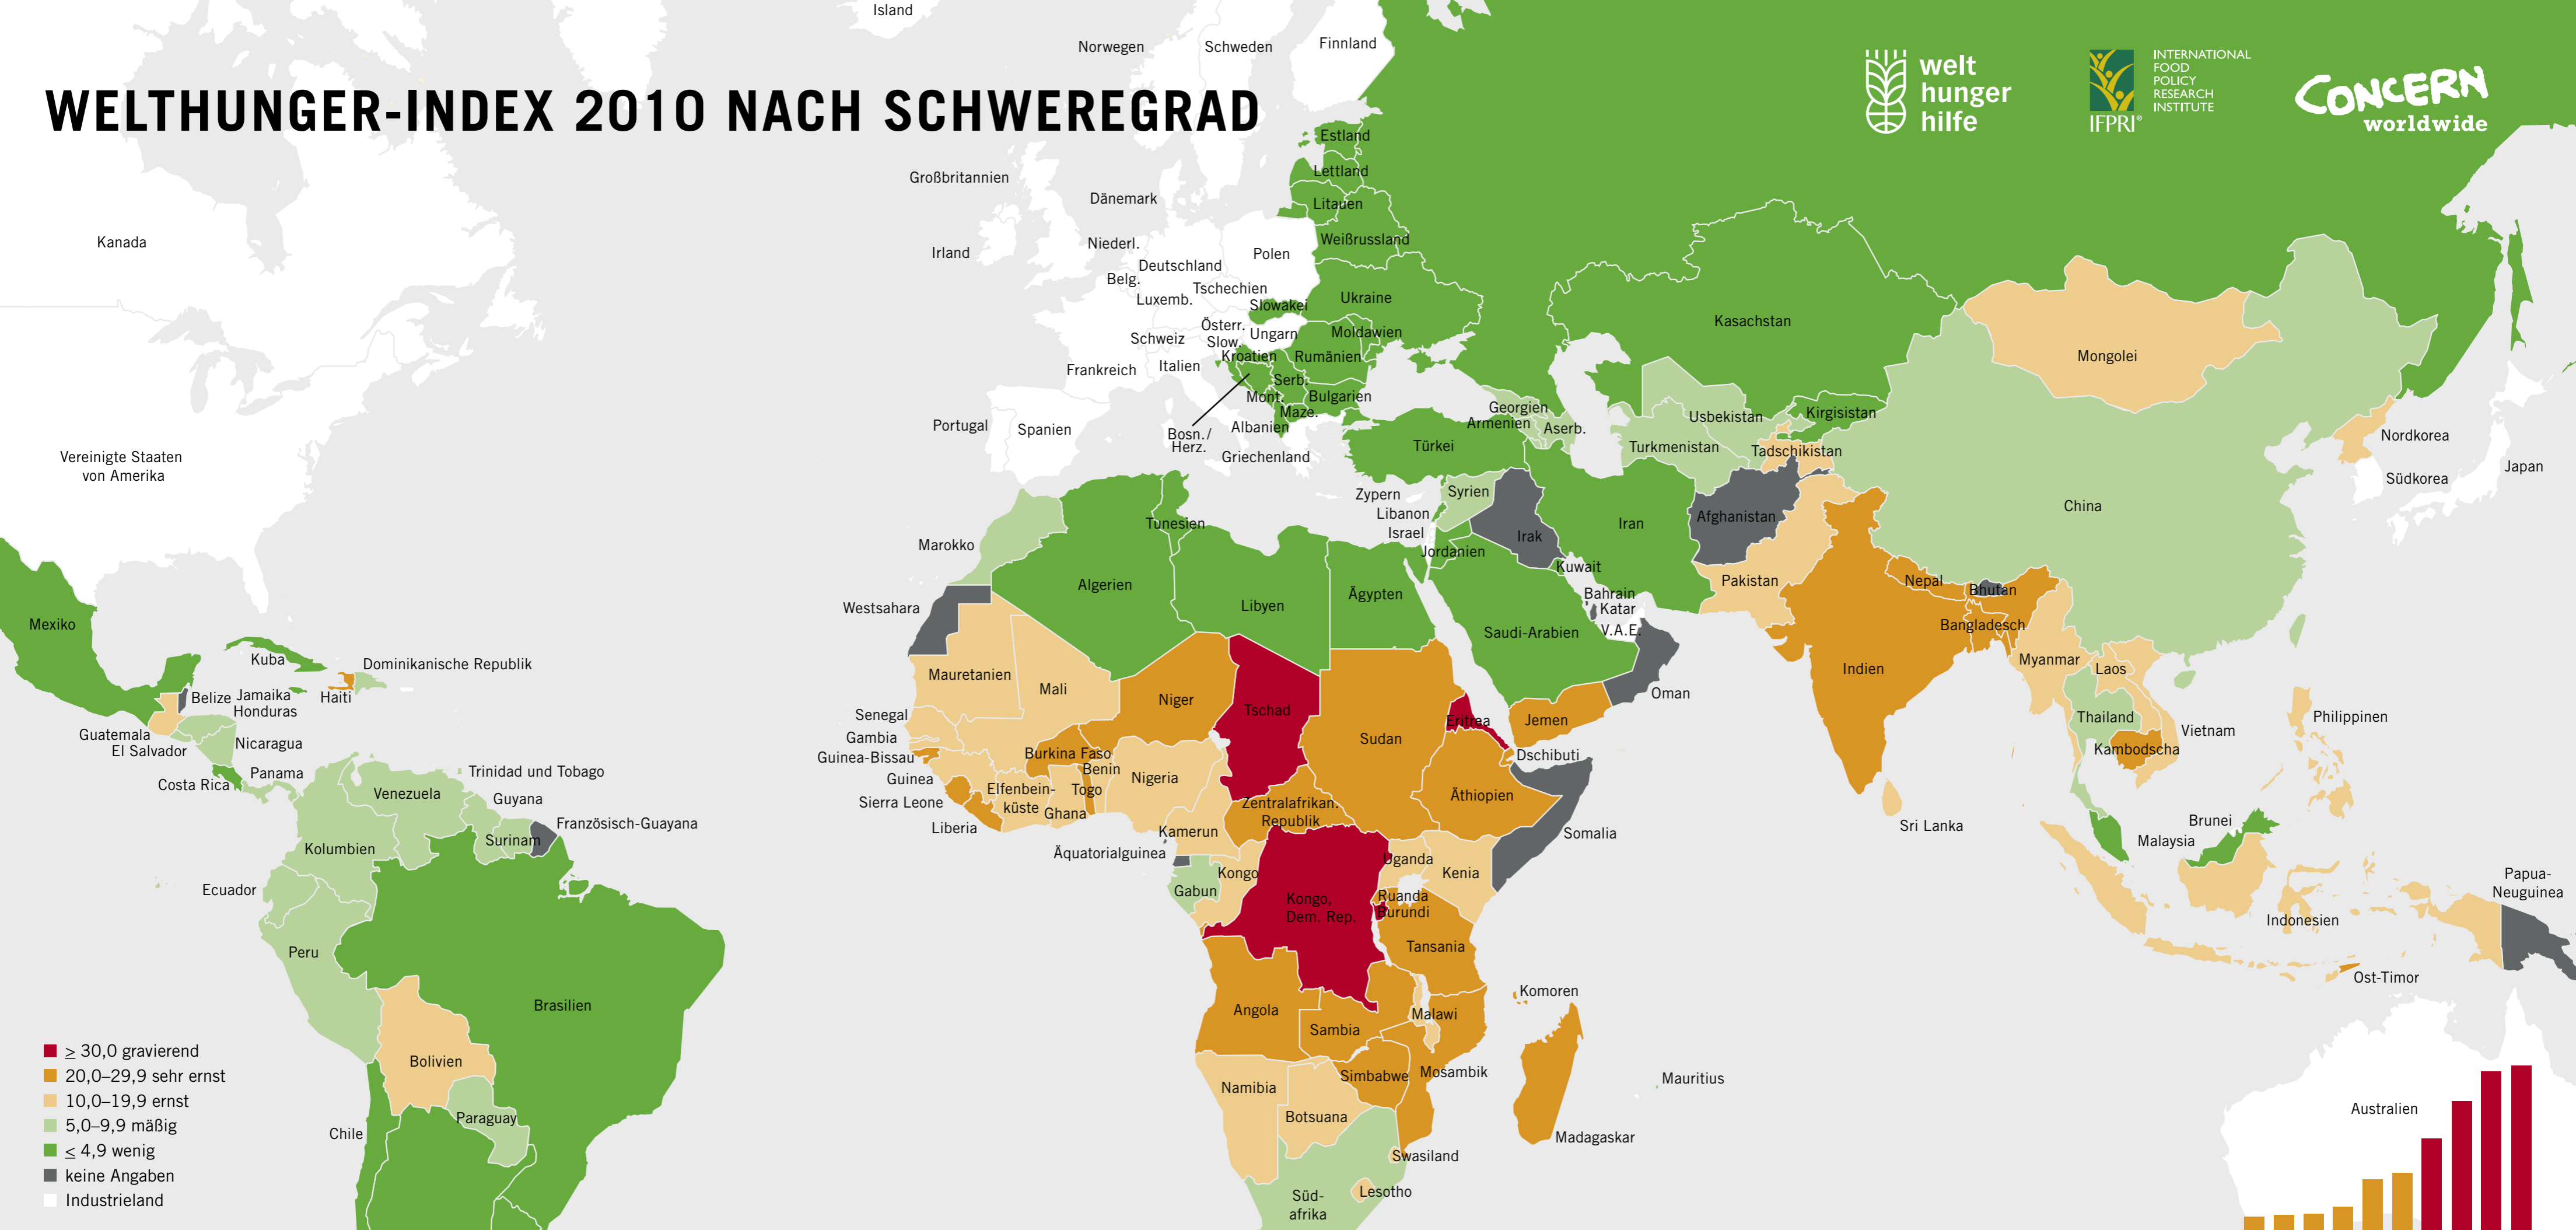 WELTHUNGER-INDEX 2010 NACH SCHWEREGRAD
welt
hunger
hilfe
IFPRI®
INTERNATIONAL
FOOD
POLICY
RESEARCH
INSTITUTE
CONCERN
worldwide
Island
Norwegen
Schweden
Finnland
Estland
Lettland
Litauen
Weißrussland
Großbritannien
Dänemark
Irland
Niederl.
Deutschland
Polen
Belg.
Tschechien
Luxemb.
Slowakei
Ukraine
Österr.
Ungarn
Moldawien
Schweiz
Slow.
Kroatien
Rumänien
Frankreich
Italien
Serb.
Mont.
Bulgarien
Maze.
Portugal
Spanien
Bosn./
Herz.
Albanien
Griechenland
Türkei
Georgien
Armenien
Aserb.
Kasachstan
Usbekistan
Kirgisistan
Turkmenistan
Tadschikistan
Mongolei
Nordkorea
Südkorea
Japan
China
Kanada
Vereinigte Staaten
von Amerika
Mexiko
Kuba
Dominikanische Republik
Belize
Jamaika
Haiti
Honduras
Guatemala
El Salvador
Nicaragua
Costa Rica
Panama
Trinidad und Tobago
Venezuela
Guyana
Französisch-Guayana
Surinam
Kolumbien
Ecuador
Peru
Brasilien
Bolivien
Paraguay
Chile
Zypern
Libanon
Israel
Syrien
Jordanien
Irak
Iran
Afghanistan
Kuwait
Bahrain
Katar
V.A.E.
Saudi-Arabien
Oman
Jemen
Pakistan
Nepal
Bhutan
Bangladesch
Indien
Sri Lanka
Myanmar
Laos
Thailand
Vietnam
Kambodscha
Philippinen
Brunei
Malaysia
Indonesien
Papua-
Neuguinea
Ost-Timor
Australien
Marokko
Tunesien
Algerien
Libyen
Ägypten
Westsahara
Mauretanien
Mali
Niger
Tschad
Sudan
Eritrea
Dschibuti
Senegal
Gambia
Guinea-Bissau
Guinea
Sierra Leone
Liberia
Burkina Faso
Elfenbein-
küste
Ghana
Togo
Benin
Nigeria
Kamerun
Zentralafrikan.
Republik
Äthiopien
Somalia
Äquatorialguinea
Gabun
Kongo
Kongo,
Dem. Rep.
Uganda
Kenia
Ruanda
Burundi
Tansania
Komoren
Angola
Sambia
Malawi
Simbabwe
Mosambik
Mauritius
Madagaskar
Namibia
Botsuana
Swasiland
Lesotho
Süd-
afrika
≥ 30,0 gravierend
20,0–29,9 sehr ernst
10,0–19,9 ernst
5,0–9,9 mäßig
≤ 4,9 wenig
keine Angaben
Industrieland